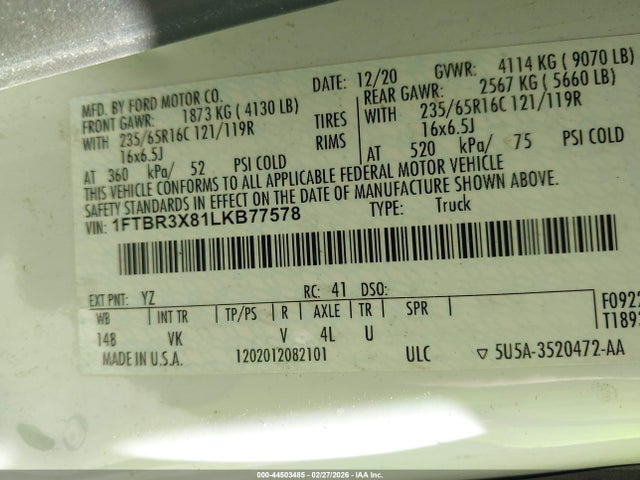 MFD. BY FORD MOTOR CO.
DATE: 12/20
GVWR: 4114 KG ( 9070 LB)
FRONT GAWR: 1873 KG ( 4130 LB)
REAR GAWR: 2567 KG ( 5660 LB)
WITH 235/65R16C 121/119R TIRES WITH 235/65R16C 121/119R
16x6.5J RIMS 16x6.5J
AT 360 kPa/ 52 PSI COLD AT 520 kPa/ 75 PSI COLD
THIS VEHICLE CONFORMS TO ALL APPLICABLE FEDERAL MOTOR VEHICLE
SAFETY STANDARDS IN EFFECT ON THE DATE OF MANUFACTURE SHOWN ABOVE.
VIN: 1FTBR3X81LKB77578
TYPE: Truck
EXT PNT: YZ RC: 41 DSO:
WB INT TR TP/PS R AXLE TR SPR
14B VK V 4L U
F092
T189
MADE IN U.S.A. 1202012082101 ULC ▽ 5U5A-3520472-AA
000-44503485 - 02/27/2026 - IAA Inc.